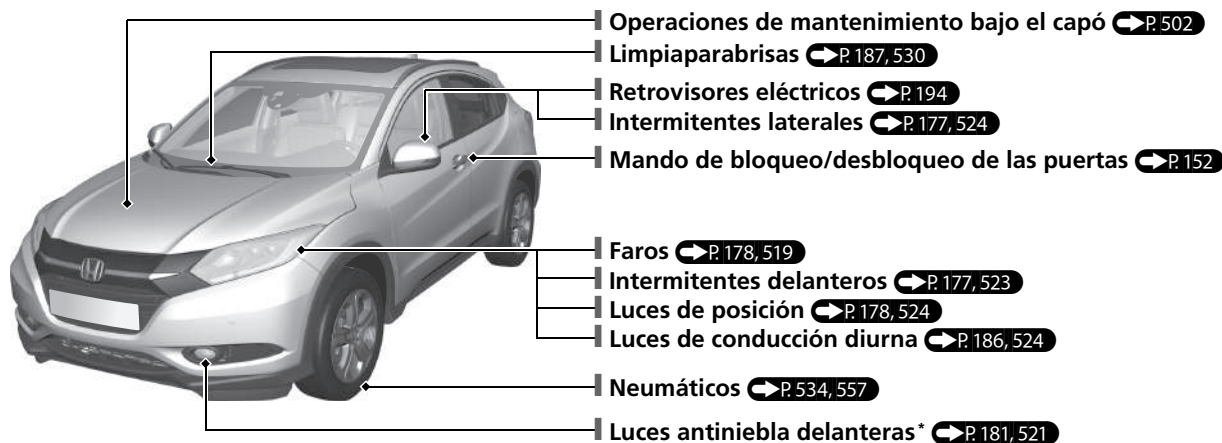 Operaciones de mantenimiento bajo el capó P. 502
Limpiaparabrisas P. 187, 530
Retrovisores eléctricos P. 194
Intermitentes laterales P. 177, 524
Mando de bloqueo/desbloqueo de las puertas P. 152
Faros P. 178, 519
Intermitentes delanteros P. 177, 523
Luces de posición P. 178, 524
Luces de conducción diurna P. 186, 524
Neumáticos P. 534, 557
Luces antiniebla delanteras* P. 181, 521